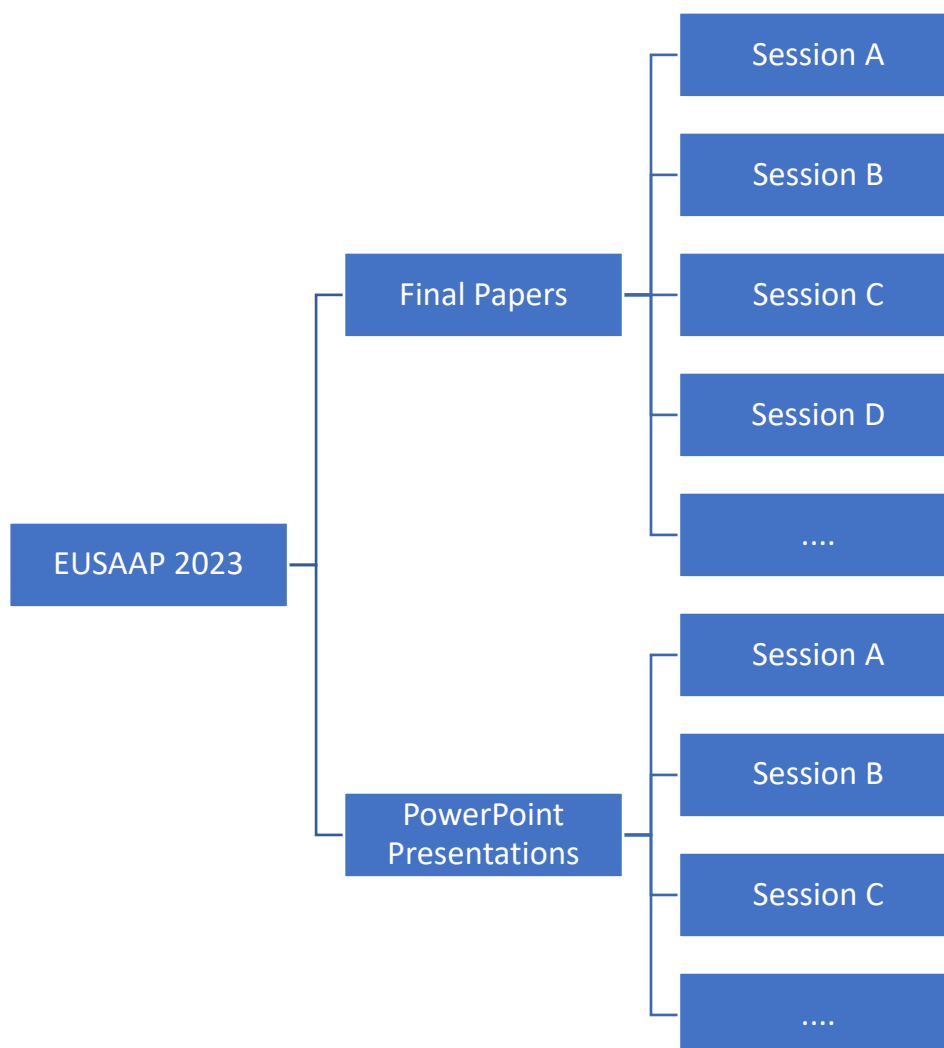 Session A
Session B
Final Papers
Session C
Session D
....
EUSAAP 2023
Session A
Session B
PowerPoint
Presentations
Session C
....